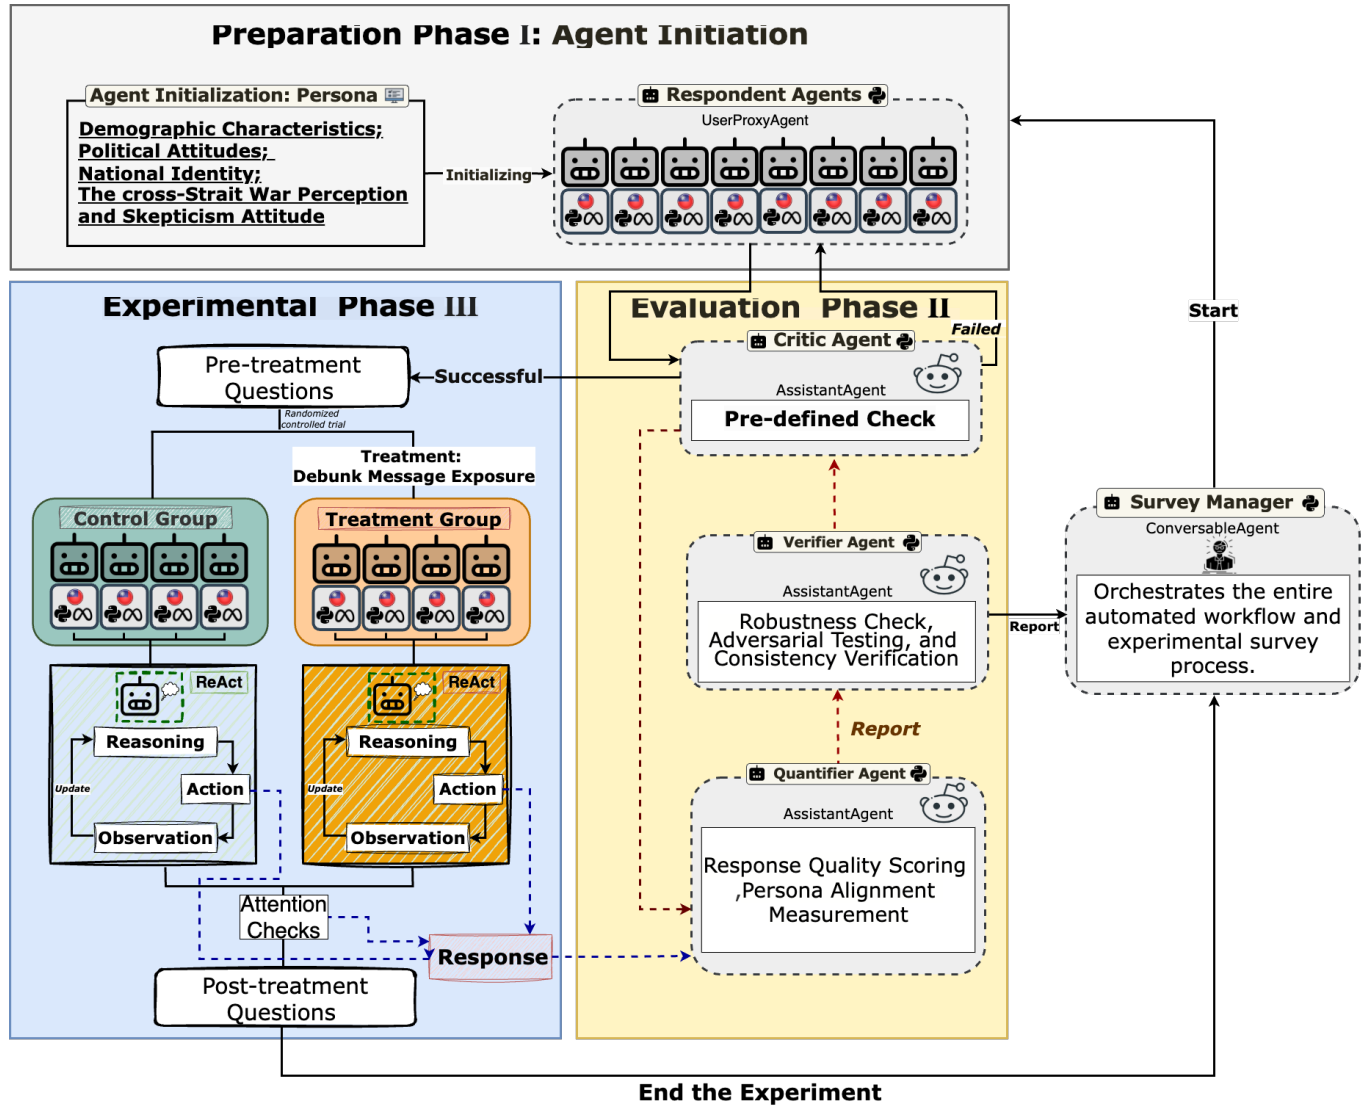 Preparation Phase I: Agent Initiation
Agent Initialization: Persona
Demographic Characteristics;
Political Attitudes;
National Identity;
The cross-Strait War Perception
and Skepticism Attitude
Initializing
Respondent Agents
UserProxyAgent
Start
Experimental Phase III
Pre-treatment
Questions
Randomized
controlled trial
Treatment:
Debunk Message Exposure
Control Group
Treatment Group
ReAct
Reasoning
Action
Update
Observation
ReAct
Reasoning
Action
Update
Observation
Attention
Checks
Response
Post-treatment
Questions
Evaluation Phase II
Failed
Successful
Critic Agent
AssistantAgent
Pre-defined Check
Verifier Agent
AssistantAgent
Robustness Check,
Adversarial Testing, and
Consistency Verification
Report
Report
Quantifier Agent
AssistantAgent
Response Quality Scoring
,Persona Alignment
Measurement
Survey Manager
ConversableAgent
Orchestrates the entire
automated workflow and
experimental survey
process.
End the Experiment